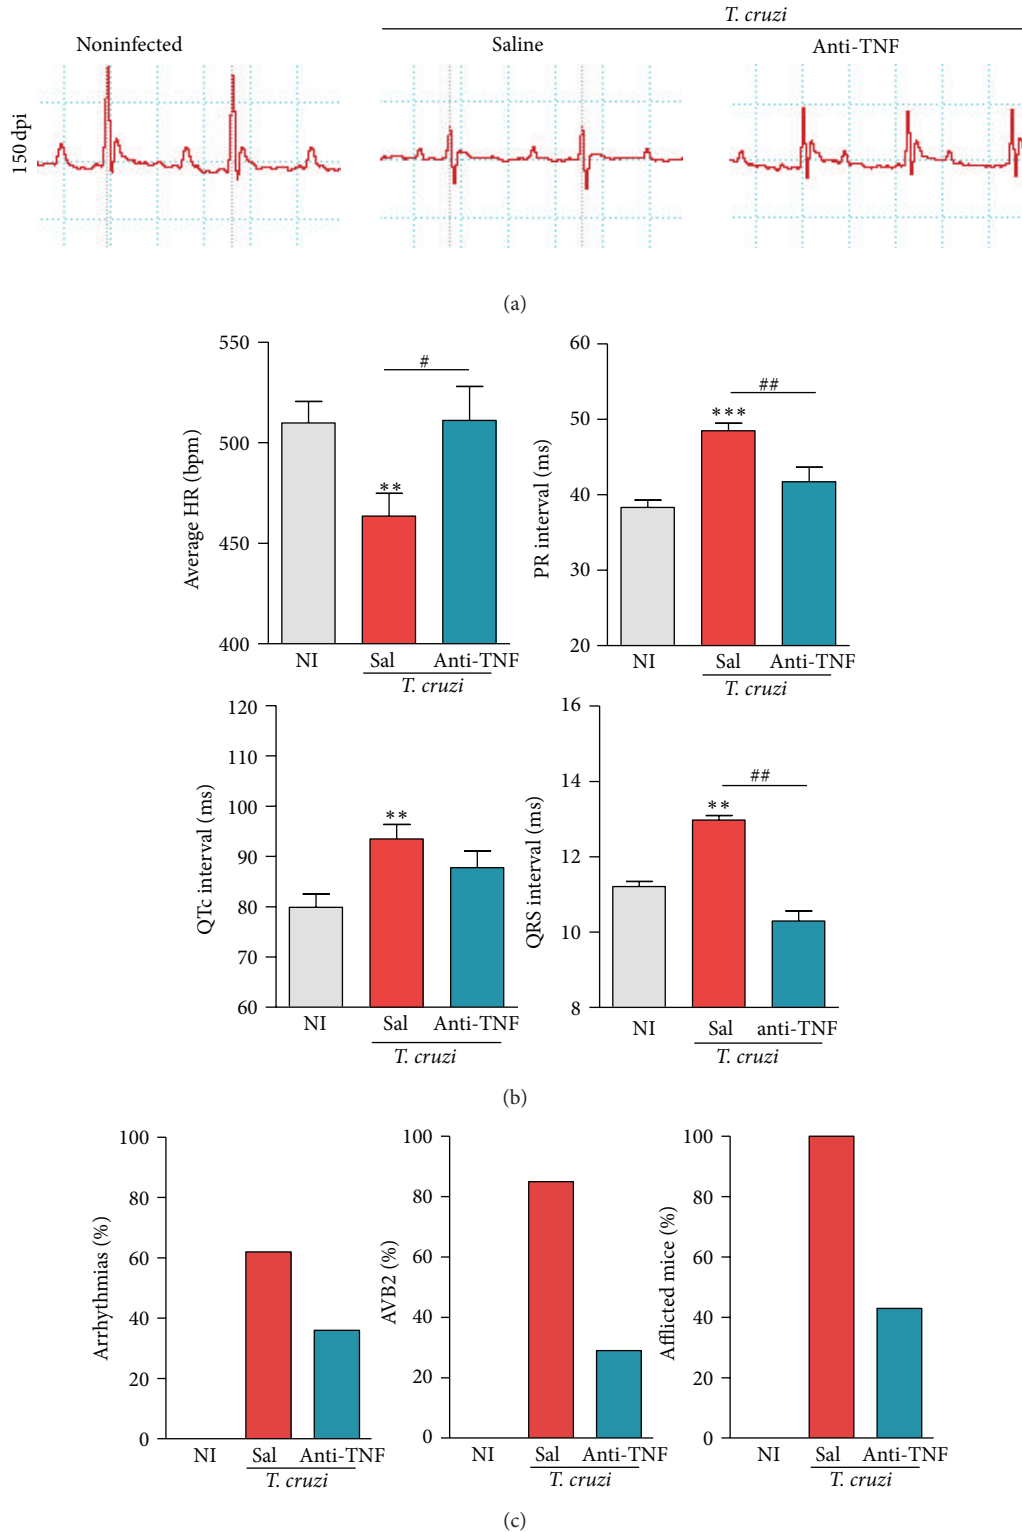 T. cruzi
Noninfected
Saline
Anti-TNF
150 dpi
(a)
Average HR (bpm)
550
500
450
400
#
**
NI
Sal
Anti-TNF
T. cruzi
PR interval (ms)
60
50
40
30
20
##
***
NI
Sal
Anti-TNF
T. cruzi
QTc interval (ms)
120
110
100
90
80
70
60
**
NI
Sal
Anti-TNF
T. cruzi
QRS interval (ms)
16
14
12
10
8
##
**
NI
Sal
anti-TNF
T. cruzi
(b)
Arrhythmias (%)
100
80
60
40
20
0
NI
Sal
Anti-TNF
T. cruzi
AVB2 (%)
100
80
60
40
20
0
NI
Sal
Anti-TNF
T. cruzi
Afflicted mice (%)
100
80
60
40
20
0
NI
Sal
Anti-TNF
T. cruzi
(c)